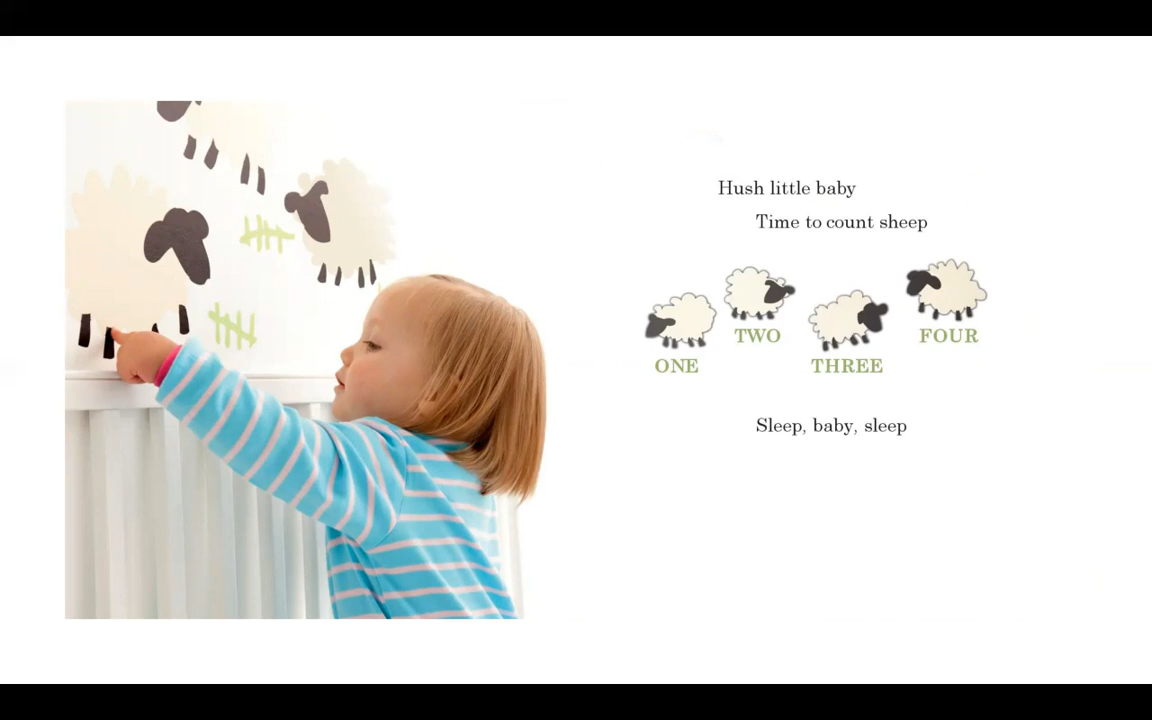 Hush little baby
Time to count sheep
ONE TWO THREE FOUR
Sleep, baby, sleep